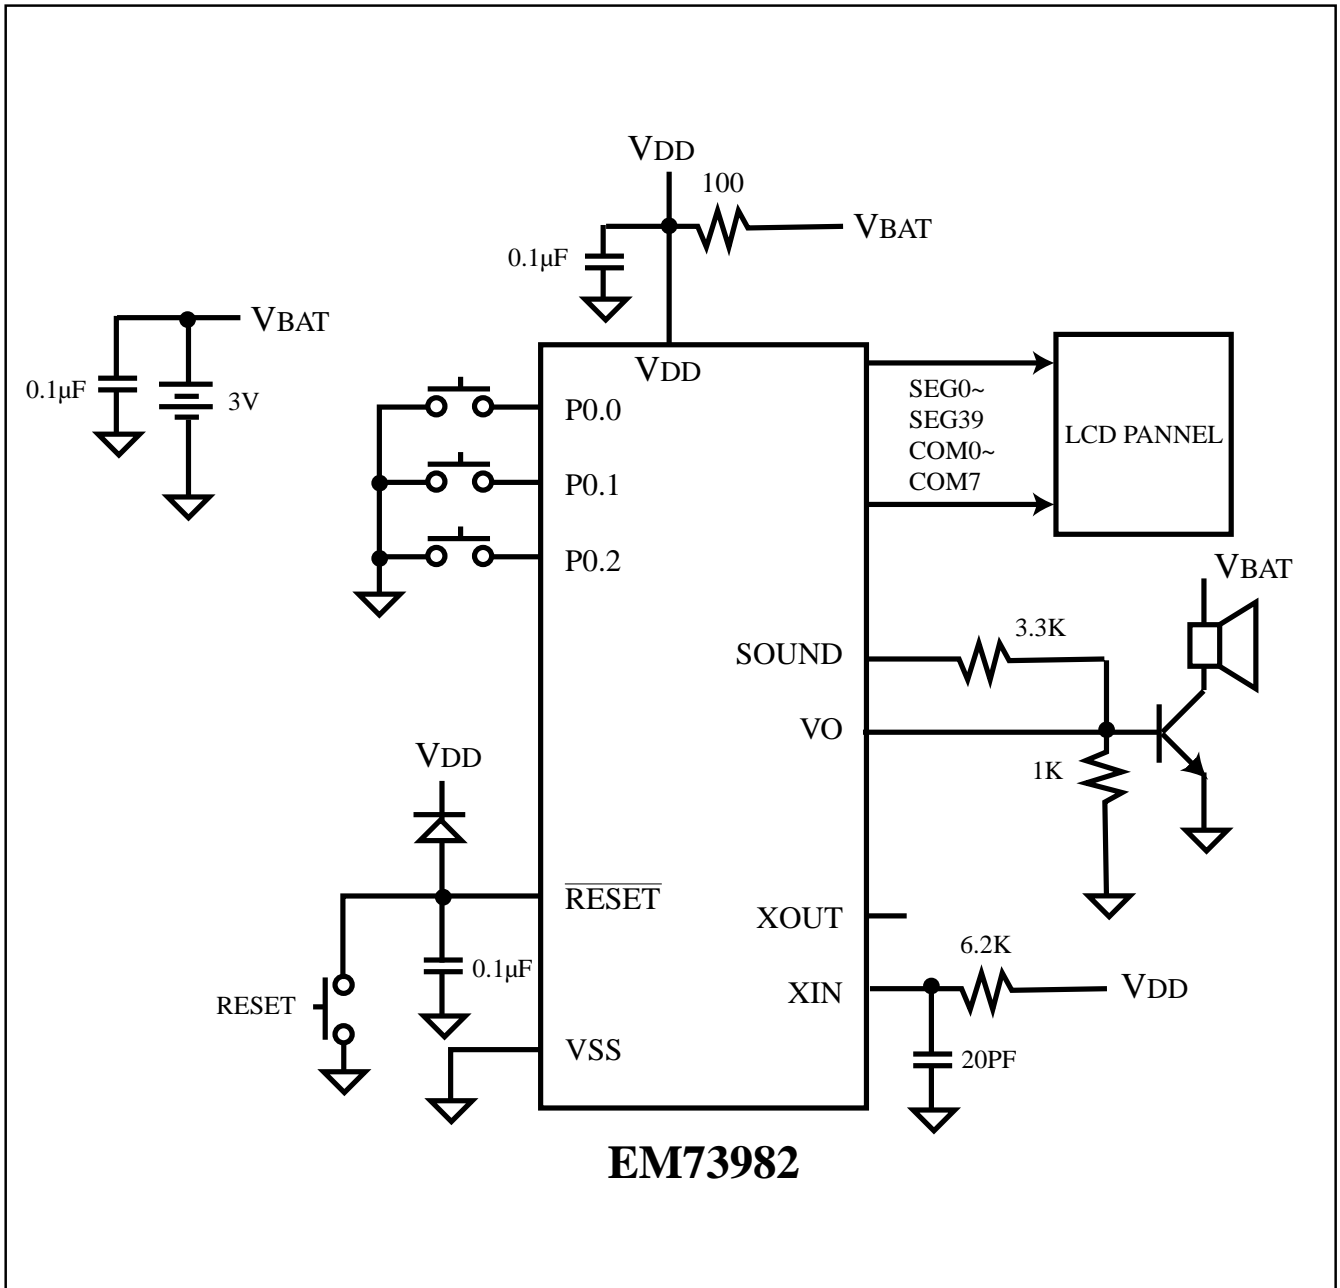 VDD
100
VBAT
0.1µF
VBAT
0.1µF
3V
VDD
P0.0
P0.1
P0.2
SEG0~
SEG39
COM0~
COM7
LCD PANNEL
VBAT
SOUND
3.3K
VO
1K
VDD
RESET
0.1µF
RESET
VSS
XOUT
XIN
6.2K
VDD
20PF
EM73982